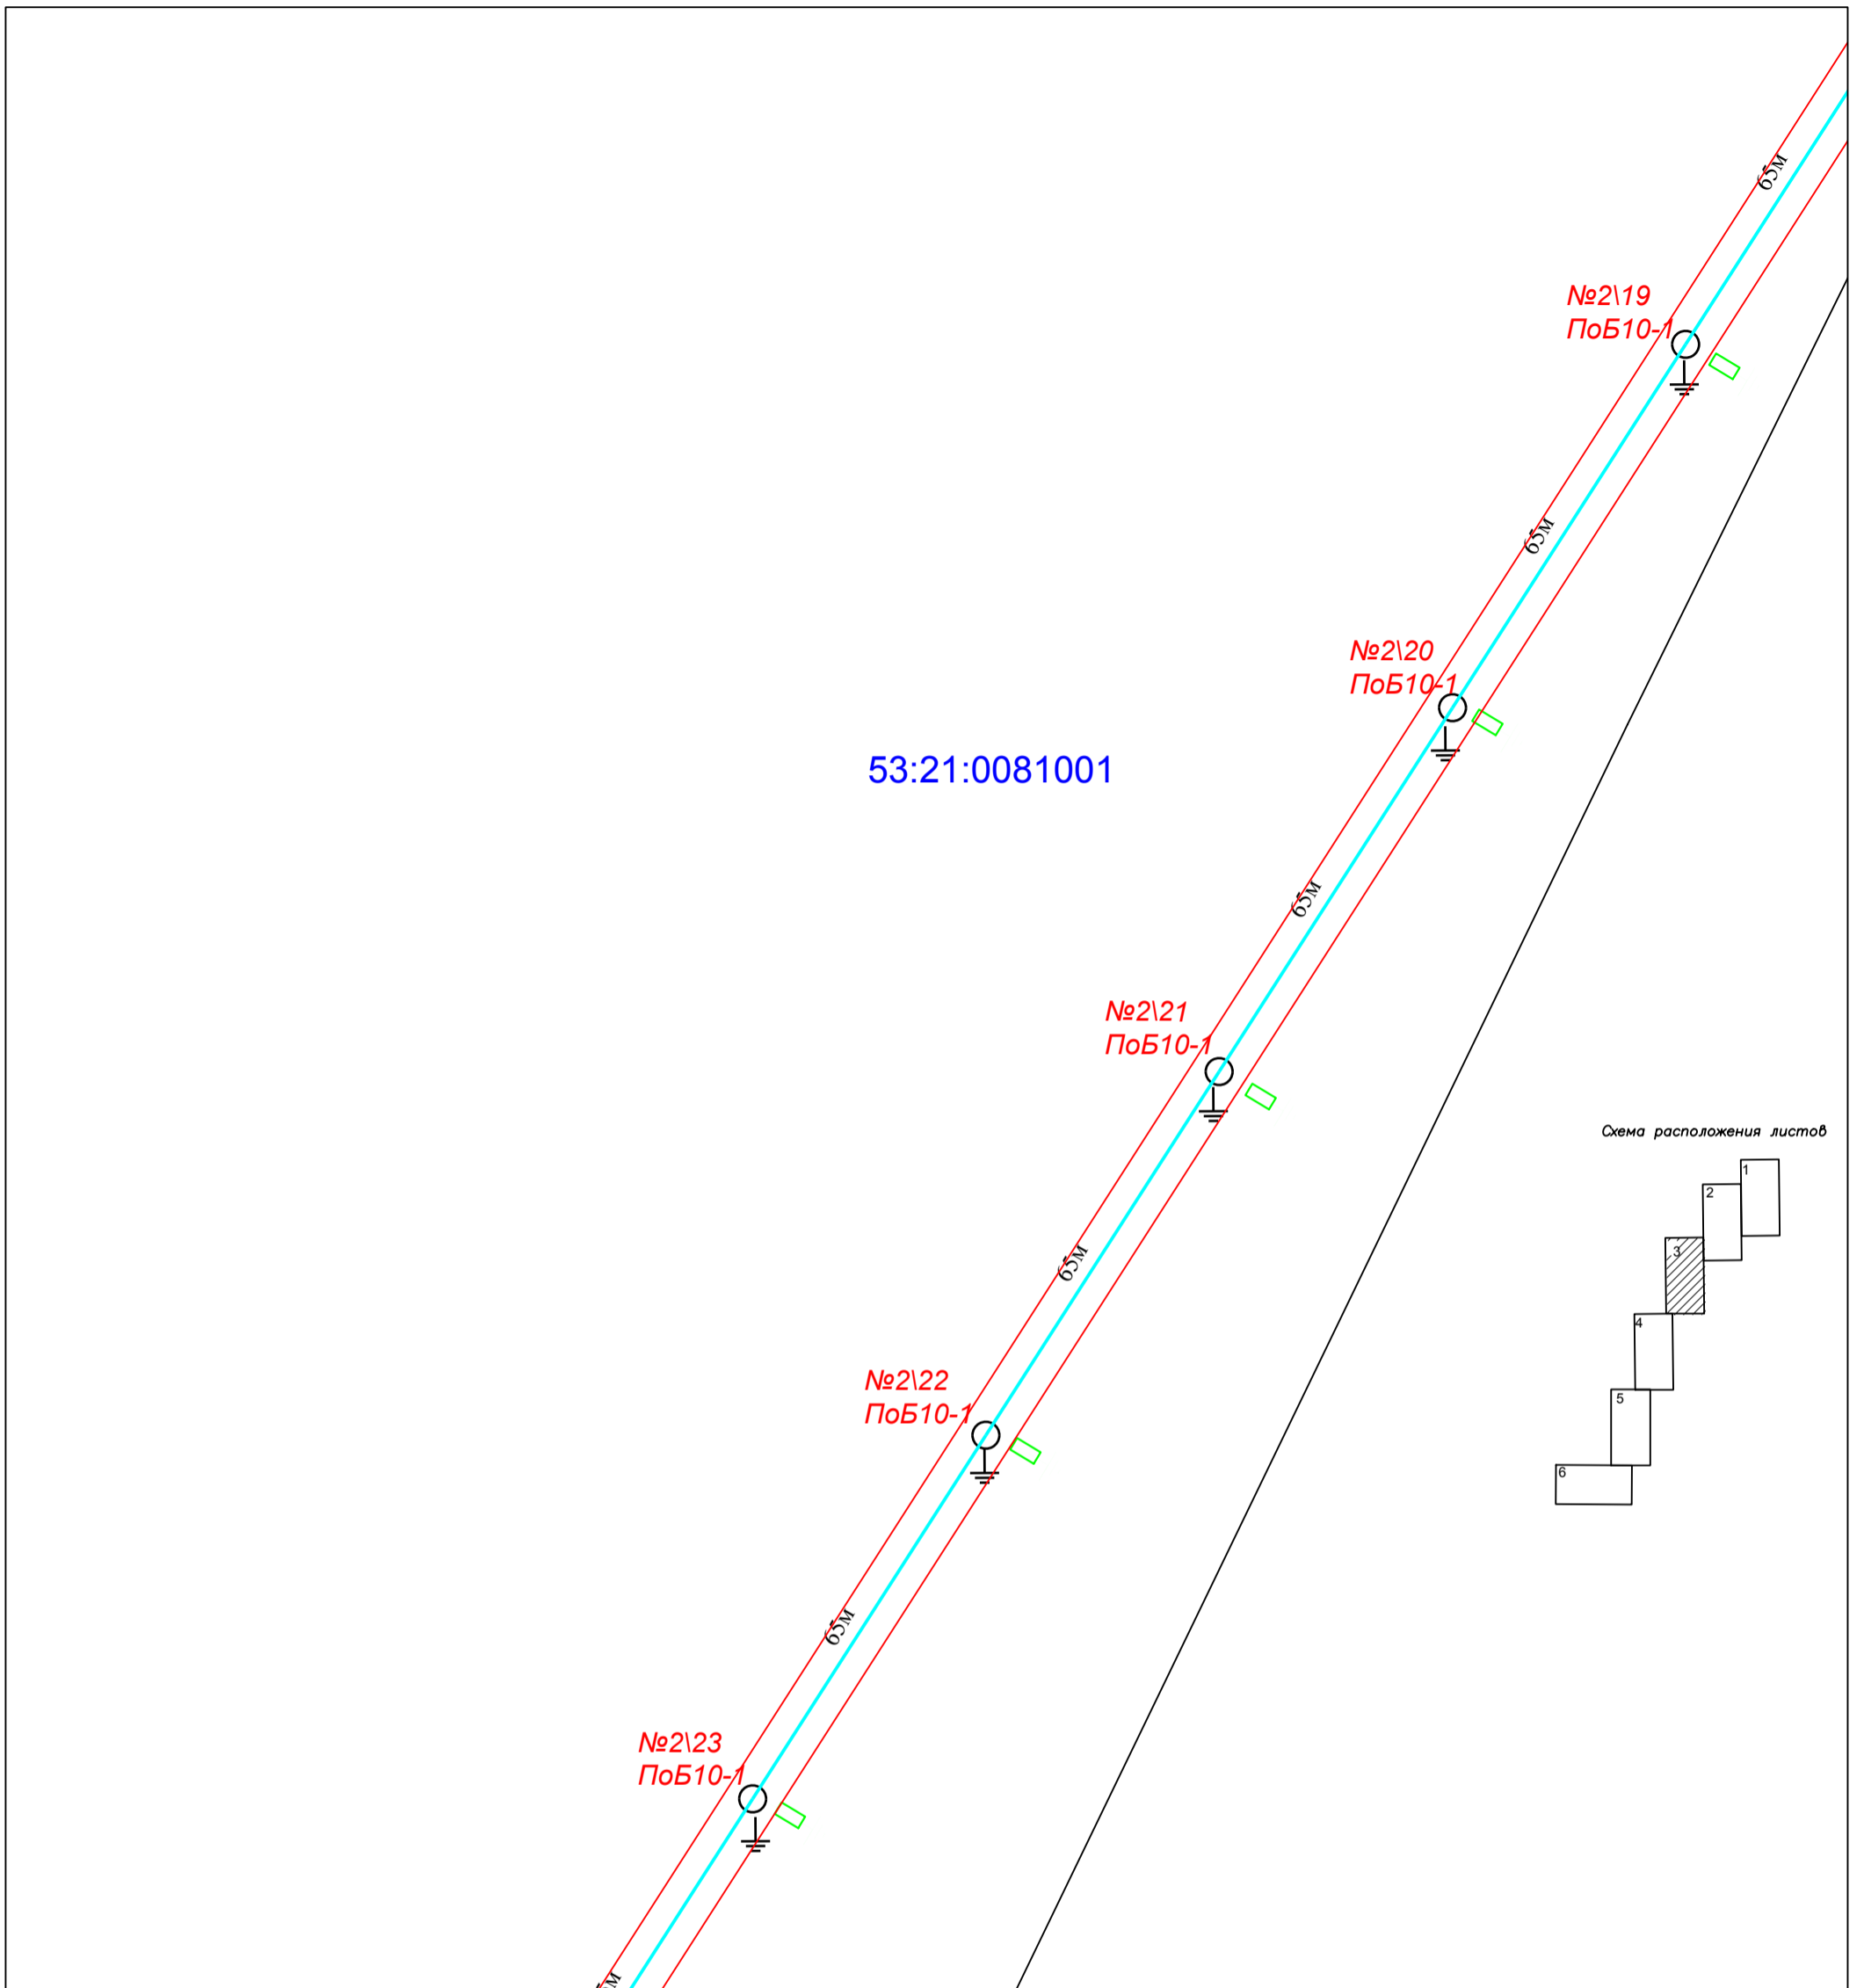 65м
№2\19
ПоБ10-1
65м
№2\20
ПоБ10-1
53:21:0081001
65м
№2\21
ПоБ10-1
Схема расположения листов
1
2
3
4
5
6
65м
№2\22
ПоБ10-1
65м
№2\23
ПоБ10-1